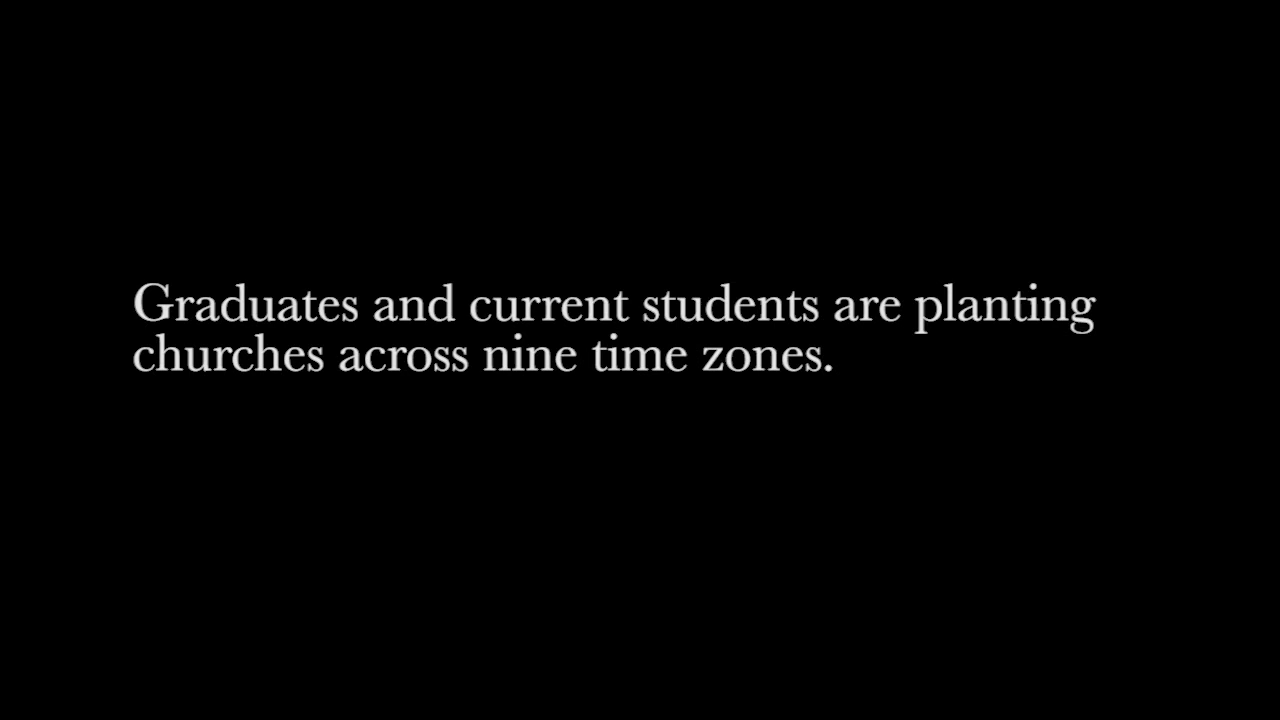 Graduates and current students are planting
churches across nine time zones.